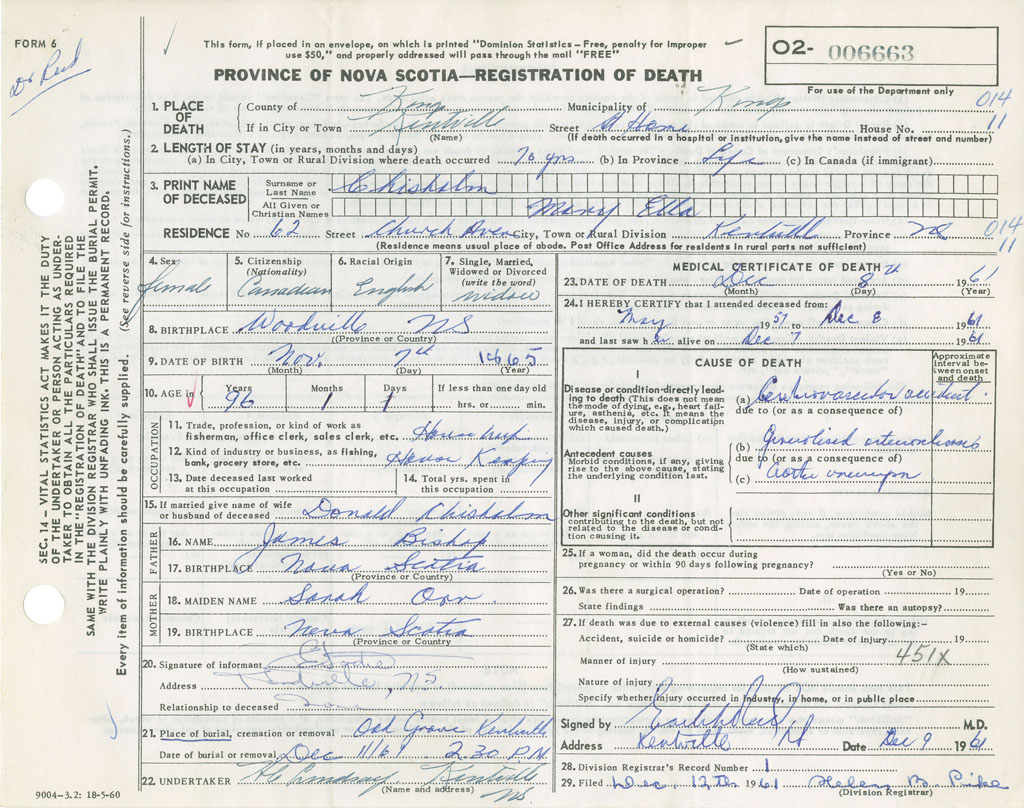 FORM 6
Dr Reid
This form, if placed in an envelope, on which is printed "Dominion Statistics – Free, penalty for improper
use $50," and properly addressed will pass through the mail "FREE"
PROVINCE OF NOVA SCOTIA—REGISTRATION OF DEATH
O2- 006663
For use of the Department only
014
11
1. PLACE OF DEATH
County of Kings Municipality of Kings
If in City or Town Kentville Street At Home House No.
(Name) (If death occurred in a hospital or institution, give the name instead of street and number)
2. LENGTH OF STAY (in years, months and days)
(a) In City, Town or Rural Division where death occurred 70 yrs (b) In Province Life (c) In Canada (if immigrant)
3. PRINT NAME OF DECEASED
Surname or Last Name Chisholm
All Given or Christian Names Mary Ella
RESIDENCE No 62 Street Church Ave City, Town or Rural Division Kentville Province NS
014
11
(Residence means usual place of abode. Post Office Address for residents in rural parts not sufficient)
4. Sex female
5. Citizenship (Nationality) Canadian
6. Racial Origin English
7. Single, Married, Widowed or Divorced (write the word) widow
8. BIRTHPLACE Woodville NS
(Province or Country)
9. DATE OF BIRTH Nov. 7th 1865
(Month) (Day) (Year)
10. AGE in Years 96 Months 1 Days 1 If less than one day old hrs. or min.
OCCUPATION
11. Trade, profession, or kind of work as
fisherman, office clerk, sales clerk, etc. Housewife
12. Kind of industry or business, as fishing,
bank, grocery store, etc. House Keeping
13. Date deceased last worked
at this occupation
14. Total yrs. spent in
this occupation
15. If married give name of wife
or husband of deceased Donald Chisholm
FATHER
16. NAME James Bishop
17. BIRTHPLACE Nova Scotia
(Province or Country)
MOTHER
18. MAIDEN NAME Sarah Orr
19. BIRTHPLACE Nova Scotia
(Province or Country)
20. Signature of informant
Address Kentville, N.S.
Relationship to deceased
21. Place of burial, cremation or removal Oak Grove Kentville
Date of burial or removal Dec 11/61 2.30 P.M.
22. UNDERTAKER Lindsay Kentville
(Name and address) NS
9004-3.2: 18-5-60
MEDICAL CERTIFICATE OF DEATH
23. DATE OF DEATH Dec 8th 1961
(Month) (Day) (Year)
24. I HEREBY CERTIFY that I attended deceased from:
May 1957 to Dec 8 1961
and last saw h er alive on Dec 7 1961
CAUSE OF DEATH
Approximate interval between onset and death
I
Disease or condition directly leading to death (This does not mean
the mode of dying, e.g., heart failure, asthenia, etc. It means the
disease, injury, or complication
which caused death.)
(a) Cerebrovascular accident.
due to (or as a consequence of)
Antecedent causes
Morbid conditions, if any, giving
rise to the above cause, stating
the underlying condition last.
(b) Generalised arteriosclerosis
due to (or as a consequence of)
(c) Aortic aneurysm
II
Other significant conditions
contributing to the death, but not
related to the disease or condition causing it.
25. If a woman, did the death occur during
pregnancy or within 90 days following pregnancy?
(Yes or No)
26. Was there a surgical operation? Date of operation 19
State findings Was there an autopsy?
27. If death was due to external causes (violence) fill in also the following:—
Accident, suicide or homicide? Date of injury 19
(State which)
451X
Manner of injury
(How sustained)
Nature of injury
Specify whether injury occurred in industry, in home, or in public place
Signed by M.D.
Address Kentville Date Dec 9 1961
28. Division Registrar's Record Number 1
29. Filed Dec. 12th 1961 Helen B.
(Division Registrar)
SEC. 14 – VITAL STATISTICS ACT MAKES IT THE DUTY
OF THE UNDERTAKER OR PERSON ACTING AS UNDER-
TAKER TO OBTAIN ALL THE PARTICULARS REQUIRED
IN THE "REGISTRATION OF DEATH" AND TO FILE THE
SAME WITH THE DIVISION REGISTRAR WHO SHALL ISSUE THE BURIAL PERMIT.
WRITE PLAINLY WITH UNFADING INK. THIS IS A PERMANENT RECORD.
Every item of information should be carefully supplied. (See reverse side for instructions.)